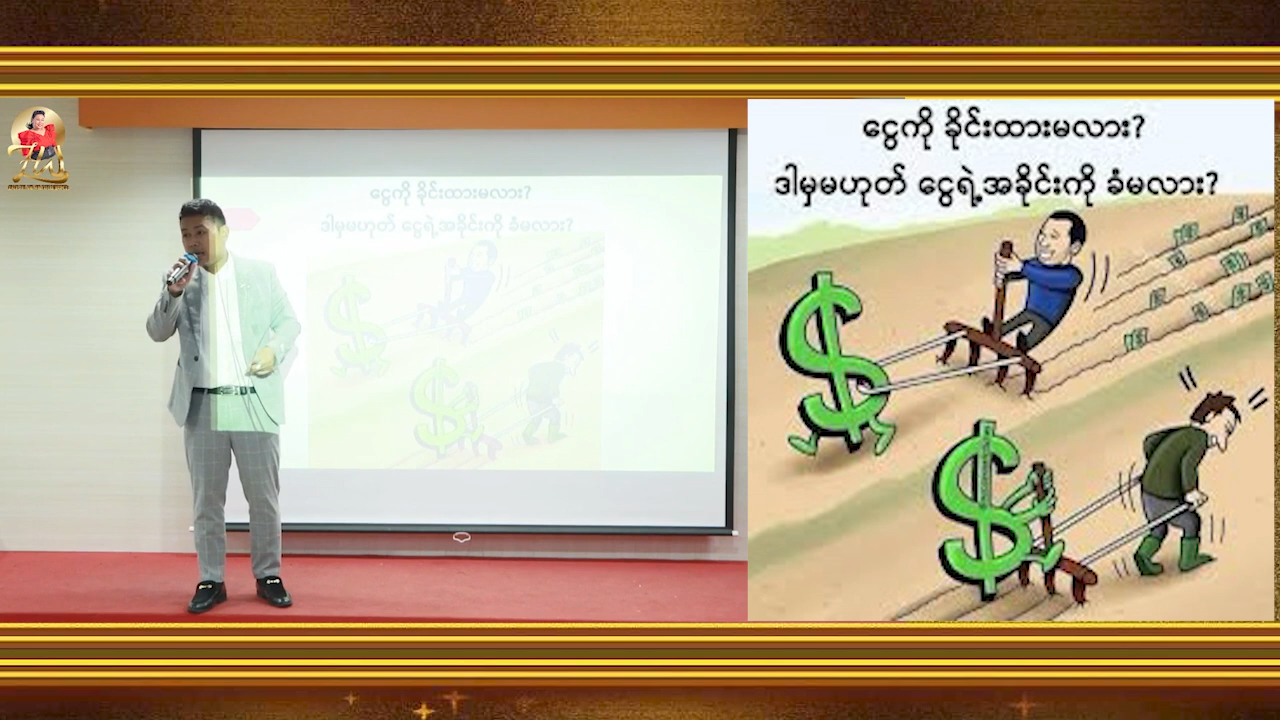 ငွေကို ခိုင်းထားမလား?
ဒါမှမဟုတ် ငွေရဲ့အခိုင်းကို ခံမလား?
ငွေကို ခိုင်းထားမလား?
ဒါမှမဟုတ် ငွေရဲ့အခိုင်းကို ခံမလား?